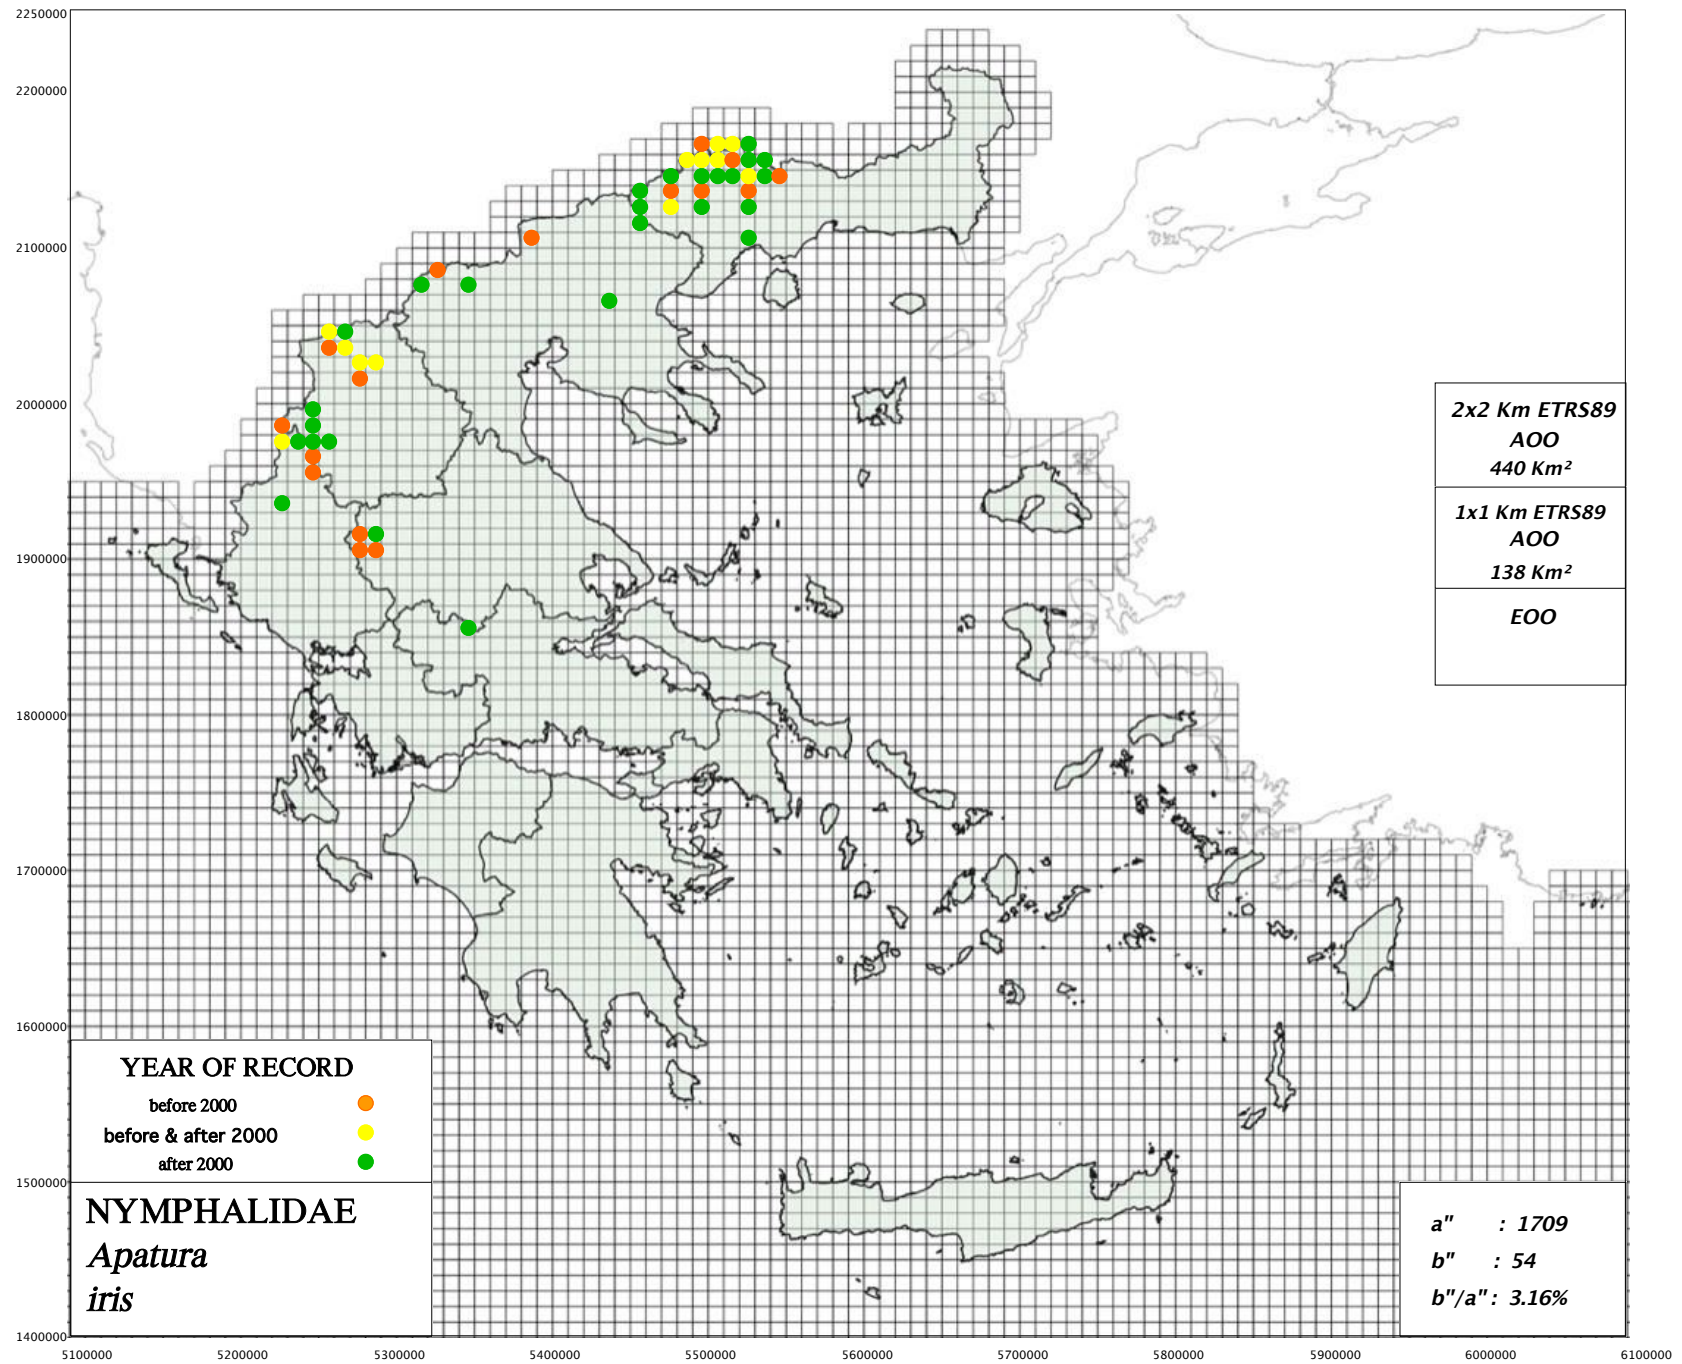 2250000
2200000
2100000
2000000
1900000
1800000
1700000
1600000
1500000
1400000
2x2 Km ETRS89
AOO
440 Km²
1x1 Km ETRS89
AOO
138 Km²
EOO
YEAR OF RECORD
before 2000
before & after 2000
after 2000
NYMPHALIDAE
Apatura
iris
a" : 1709
b" : 54
b"/a" : 3.16%
5100000 5200000 5300000 5400000 5500000 5600000 5700000 5800000 5900000 6000000 6100000